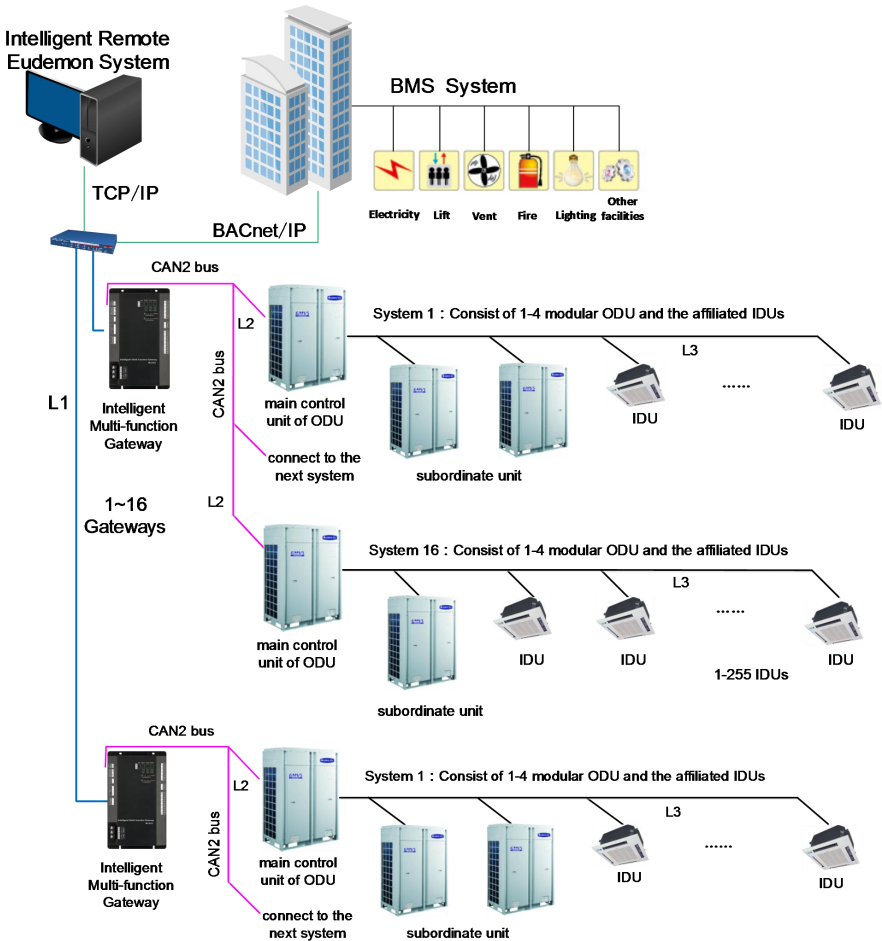 Intelligent Remote
Eudemon System
BMS System
TCP/IP
BACnet/IP
Electricity
Lift
Vent
Fire
Lighting
Other
facilities
CAN2 bus
L2
CAN2 bus
L1
Intelligent
Multi-function
Gateway
main control
unit of ODU
System 1 : Consist of 1-4 modular ODU and the affiliated IDUs
L3
......
IDU
IDU
subordinate unit
connect to the
next system
1~16
Gateways
L2
System 16 : Consist of 1-4 modular ODU and the affiliated IDUs
L3
......
main control
unit of ODU
IDU
IDU
IDU
1-255 IDUs
subordinate unit
CAN2 bus
L2
CAN2 bus
Intelligent
Multi-function
Gateway
main control
unit of ODU
System 1 : Consist of 1-4 modular ODU and the affiliated IDUs
L3
......
IDU
IDU
connect to the
next system
subordinate unit